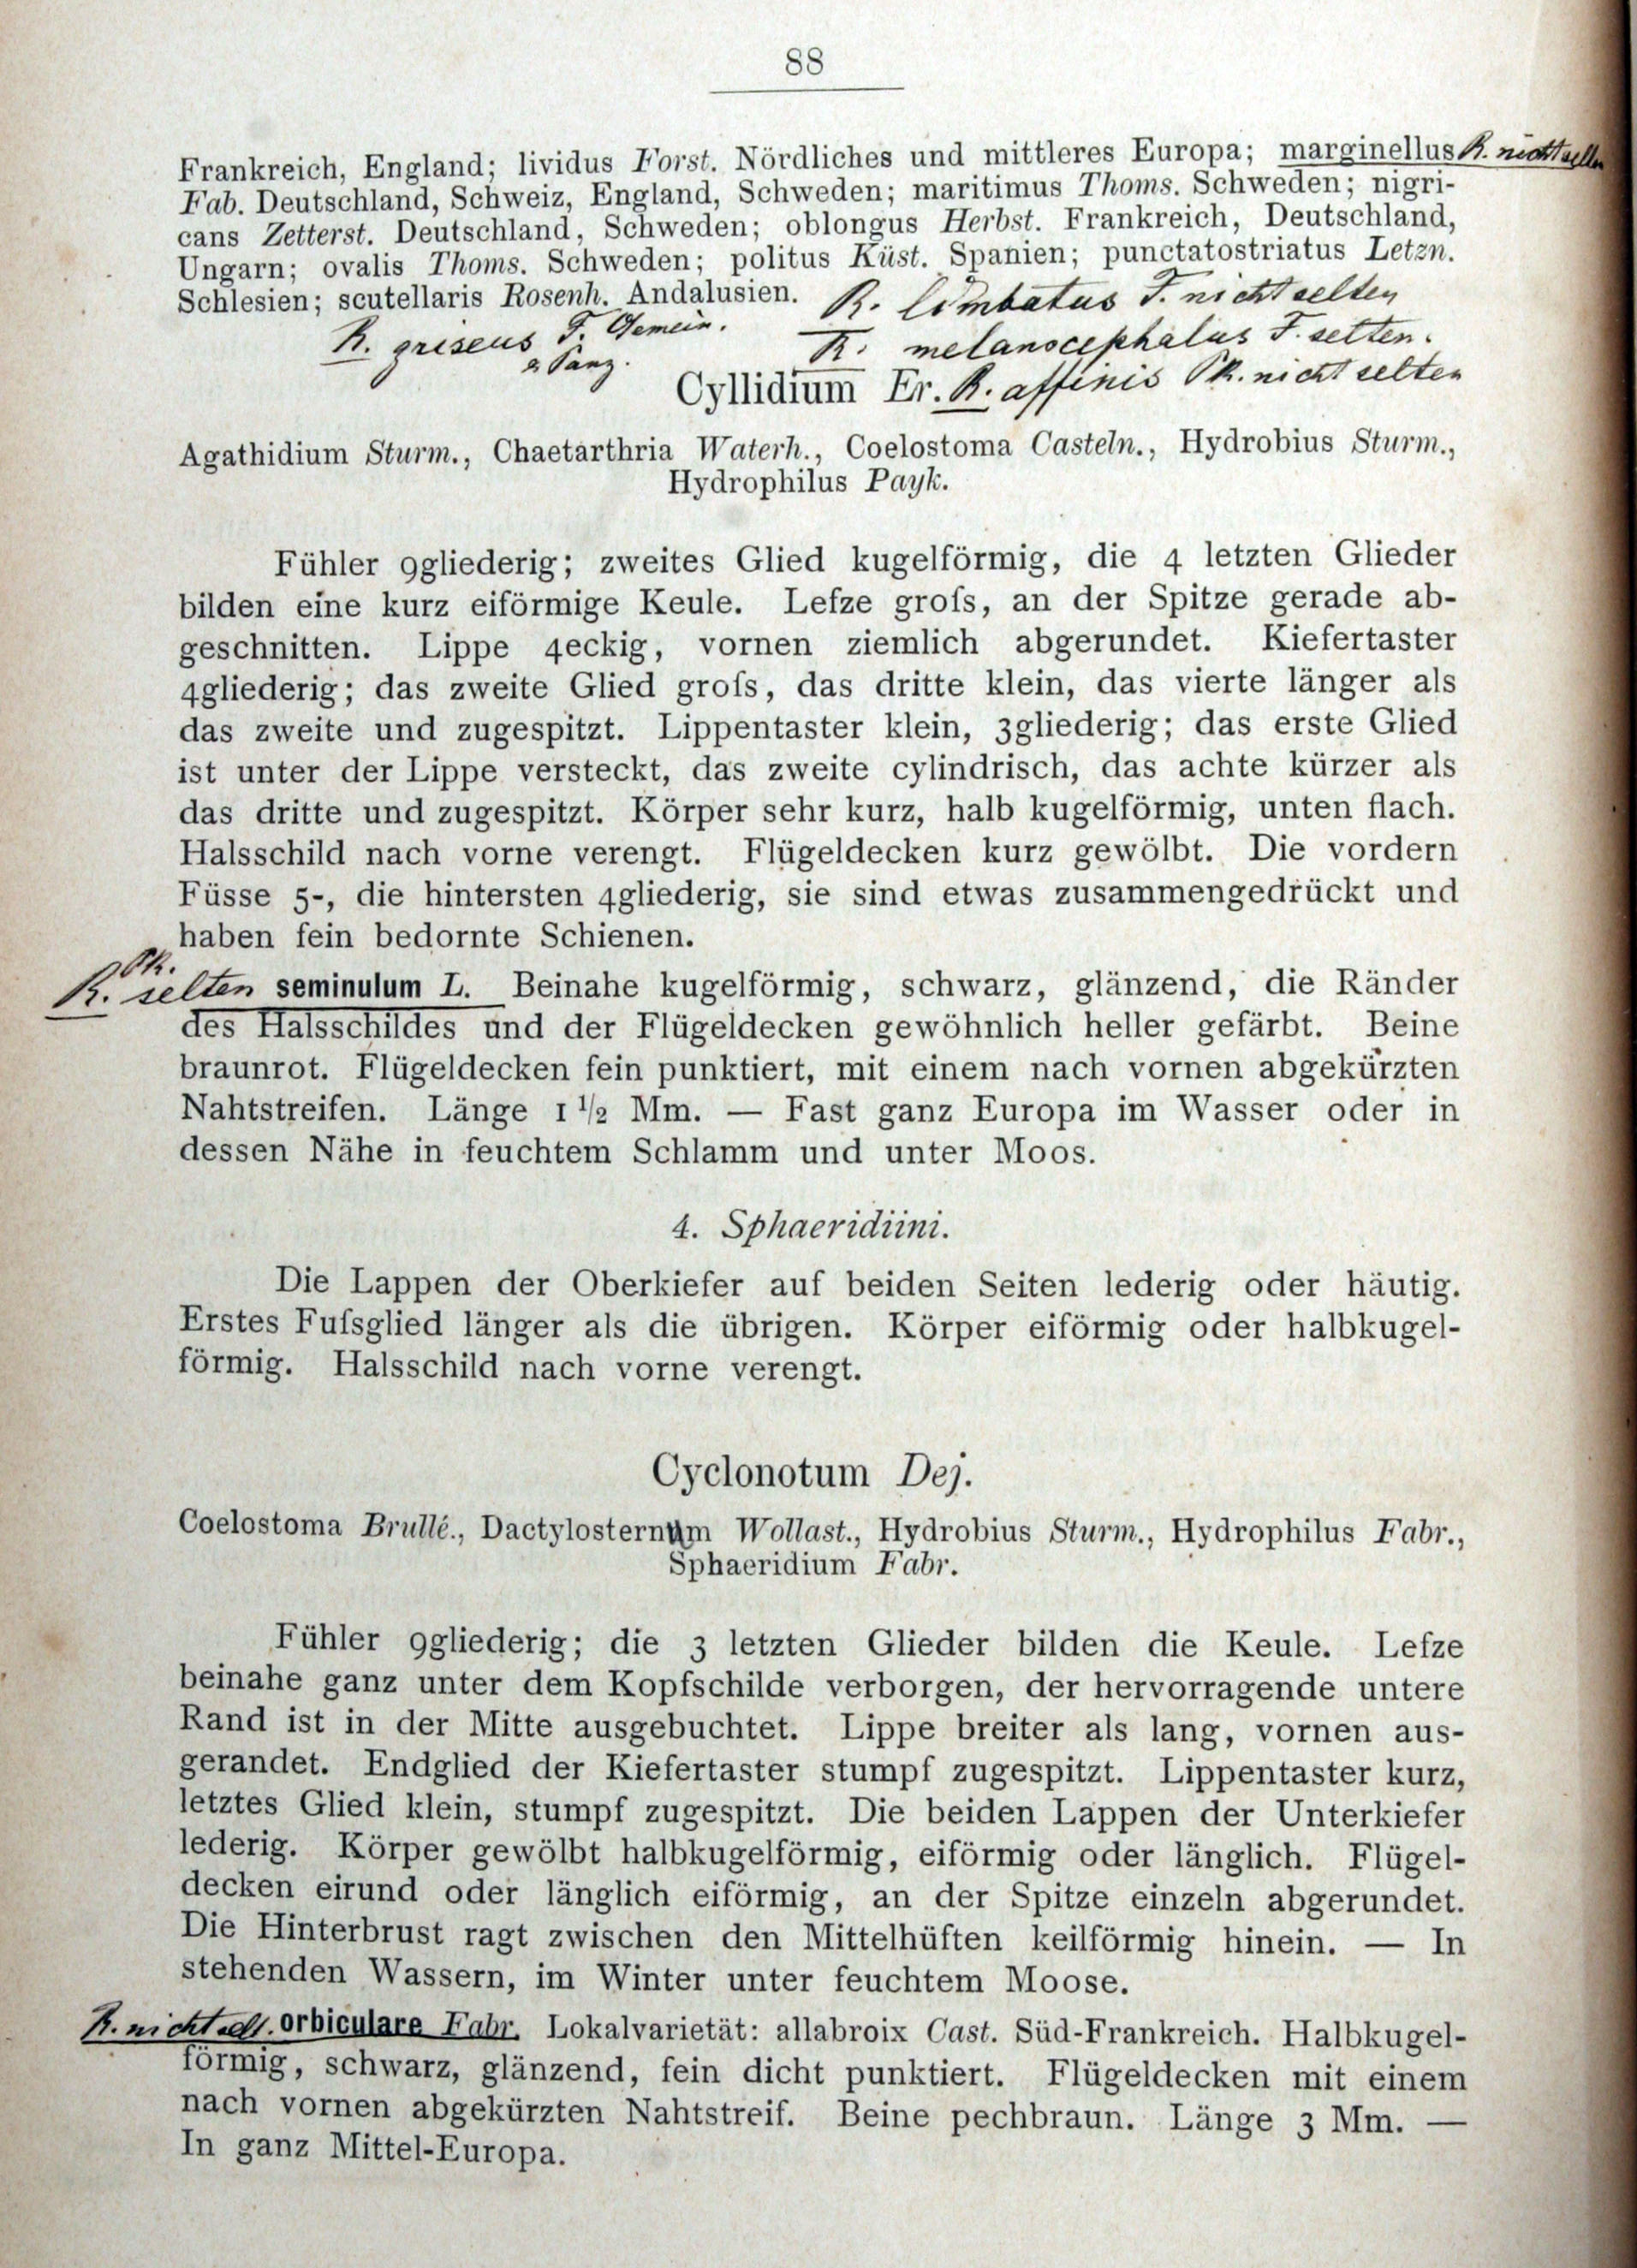 88
Frankreich, England; lividus Forst. Nördliches und mittleres Europa; marginellus R. nicht selten
Fab. Deutschland, Schweiz, England, Schweden; maritimus Thoms. Schweden; nigri-
cans Zetterst. Deutschland, Schweden; oblongus Herbst. Frankreich, Deutschland,
Ungarn; ovalis Thoms. Schweden; politus Küst. Spanien; punctatostriatus Letzn.
Schlesien; scutellaris Rosenh. Andalusien. R. limbatus F. nicht selten
R. griseus F. Gemein. R. melanocephalus F. selten.
Cyllidium Er. R. affinis Pk. nicht selten
Agathidium Sturm., Chaetarthria Waterh., Coelostoma Casteln., Hydrobius Sturm.,
Hydrophilus Payk.
Fühler 9gliederig; zweites Glied kugelförmig, die 4 letzten Glieder
bilden eine kurz eiförmige Keule. Lefze groſs, an der Spitze gerade ab-
geschnitten. Lippe 4eckig, vornen ziemlich abgerundet. Kiefertaster
4gliederig; das zweite Glied groſs, das dritte klein, das vierte länger als
das zweite und zugespitzt. Lippentaster klein, 3gliederig; das erste Glied
ist unter der Lippe versteckt, das zweite cylindrisch, das achte kürzer als
das dritte und zugespitzt. Körper sehr kurz, halb kugelförmig, unten flach.
Halsschild nach vorne verengt. Flügeldecken kurz gewölbt. Die vordern
Füsse 5-, die hintersten 4gliederig, sie sind etwas zusammengedrückt und
haben fein bedornte Schienen.
Pk.
R. selten seminulum L. Beinahe kugelförmig, schwarz, glänzend, die Ränder
des Halsschildes und der Flügeldecken gewöhnlich heller gefärbt. Beine
braunrot. Flügeldecken fein punktiert, mit einem nach vornen abgekürzten
Nahtstreifen. Länge 1 1/2 Mm. — Fast ganz Europa im Wasser oder in
dessen Nähe in feuchtem Schlamm und unter Moos.
4. Sphaeridiini.
Die Lappen der Oberkiefer auf beiden Seiten lederig oder häutig.
Erstes Fuſsglied länger als die übrigen. Körper eiförmig oder halbkugel-
förmig. Halsschild nach vorne verengt.
Cyclonotum Dej.
Coelostoma Brullé., Dactylosternum Wollast., Hydrobius Sturm., Hydrophilus Fabr.,
Sphaeridium Fabr.
Fühler 9gliederig; die 3 letzten Glieder bilden die Keule. Lefze
beinahe ganz unter dem Kopfschilde verborgen, der hervorragende untere
Rand ist in der Mitte ausgebuchtet. Lippe breiter als lang, vornen aus-
gerandet. Endglied der Kiefertaster stumpf zugespitzt. Lippentaster kurz,
letztes Glied klein, stumpf zugespitzt. Die beiden Lappen der Unterkiefer
lederig. Körper gewölbt halbkugelförmig, eiförmig oder länglich. Flügel-
decken eirund oder länglich eiförmig, an der Spitze einzeln abgerundet.
Die Hinterbrust ragt zwischen den Mittelhüften keilförmig hinein. — In
stehenden Wassern, im Winter unter feuchtem Moose.
R. nicht selt. orbiculare Fabr. Lokalvarietät: allabroix Cast. Süd-Frankreich. Halbkugel-
förmig, schwarz, glänzend, fein dicht punktiert. Flügeldecken mit einem
nach vornen abgekürzten Nahtstreif. Beine pechbraun. Länge 3 Mm. —
In ganz Mittel-Europa.